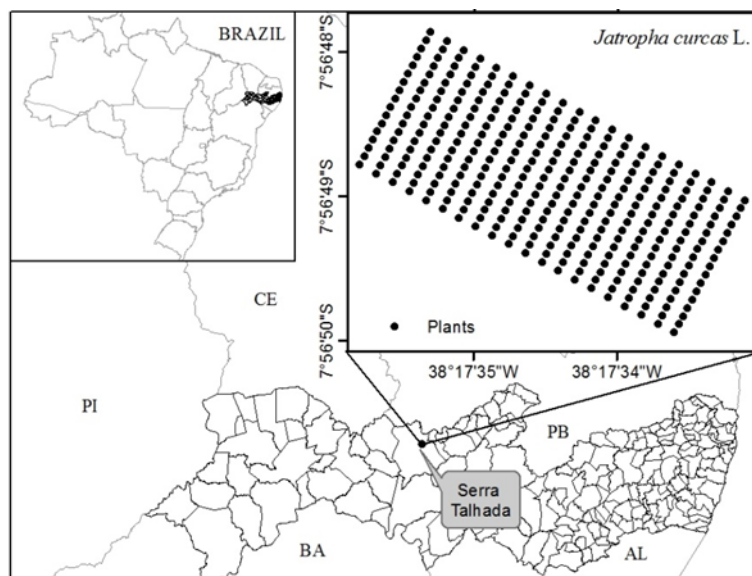 BRAZIL
Jatropha curcas L.
7°56'48"S
7°56'49"S
7°56'50"S
Plants
38°17'35"W
38°17'34"W
CE
PI
PB
Serra
Talhada
BA
AL